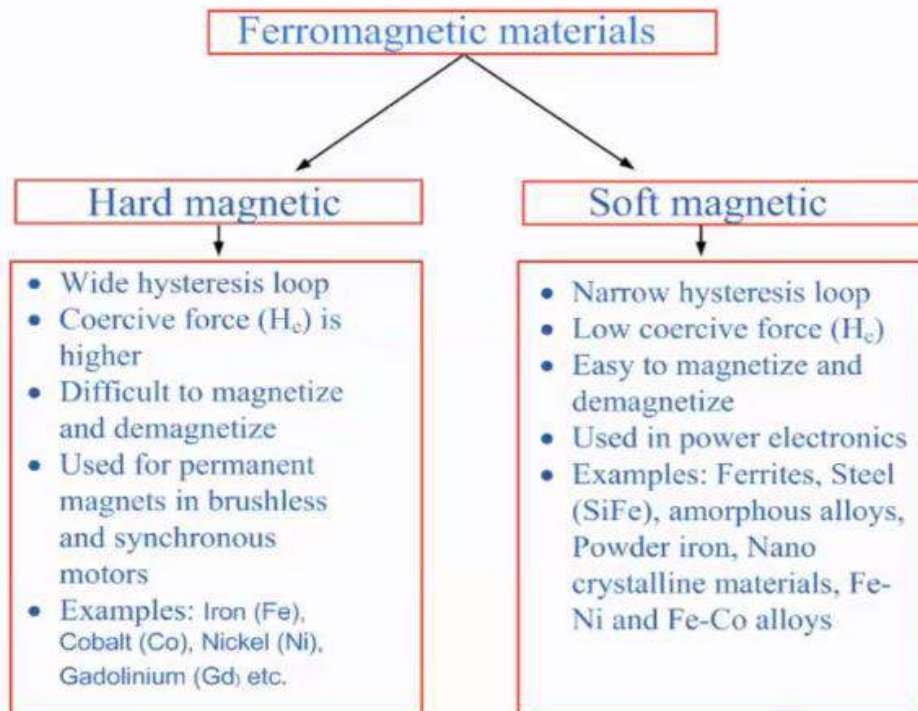 Ferromagnetic materials
Hard magnetic
• Wide hysteresis loop
• Coercive force (Hc) is
higher
• Difficult to magnetize
and demagnetize
• Used for permanent
magnets in brushless
and synchronous
motors
• Examples: Iron (Fe),
Cobalt (Co), Nickel (Ni),
Gadolinium (Gd) etc.
Soft magnetic
• Narrow hysteresis loop
• Low coercive force (Hc)
• Easy to magnetize and
demagnetize
• Used in power electronics
• Examples: Ferrites, Steel
(SiFe), amorphous alloys,
Powder iron, Nano
crystalline materials, Fe-
Ni and Fe-Co alloys